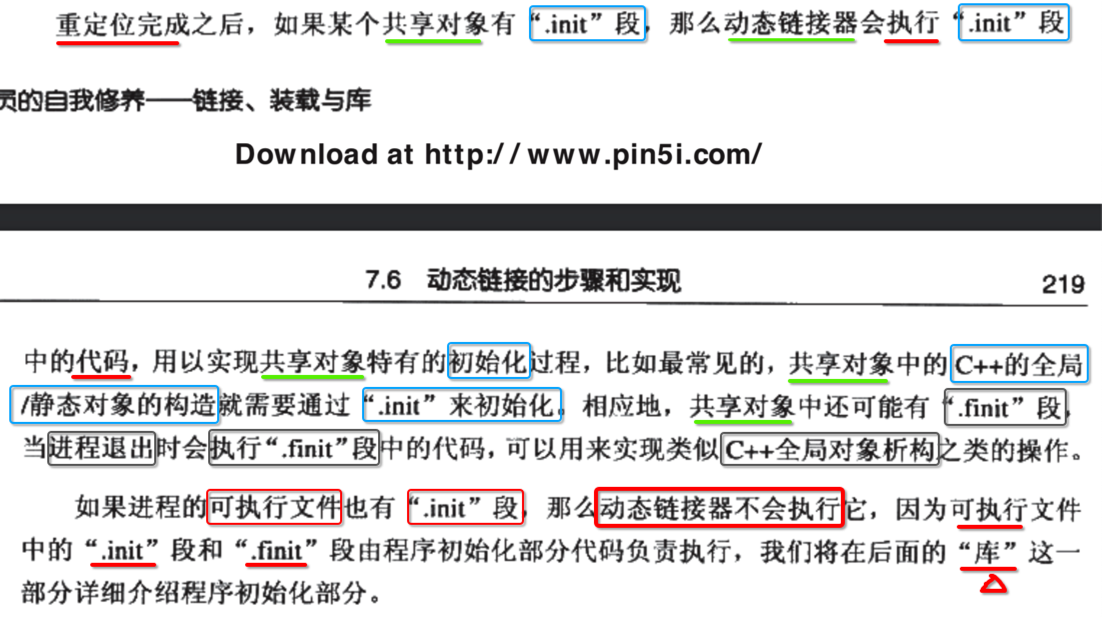 重定位完成之后，如果某个共享对象有“.init”段，那么动态链接器会执行“.init”段
员的自我修养——链接、装载与库
Download at http://www.pin5i.com/
7.6 动态链接的步骤和实现 219
中的代码，用以实现共享对象特有的初始化过程，比如最常见的，共享对象中的 C++的全局
/静态对象的构造就需要通过“.init”来初始化。相应地，共享对象中还可能有“.finit”段，
当进程退出时会执行“.finit”段中的代码，可以用来实现类似 C++全局对象析构之类的操作。
如果进程的可执行文件也有“.init”段，那么动态链接器不会执行它，因为可执行文件
中的“.init”段和“.finit”段由程序初始化部分代码负责执行，我们将在后面的“库”这一
部分详细介绍程序初始化部分。